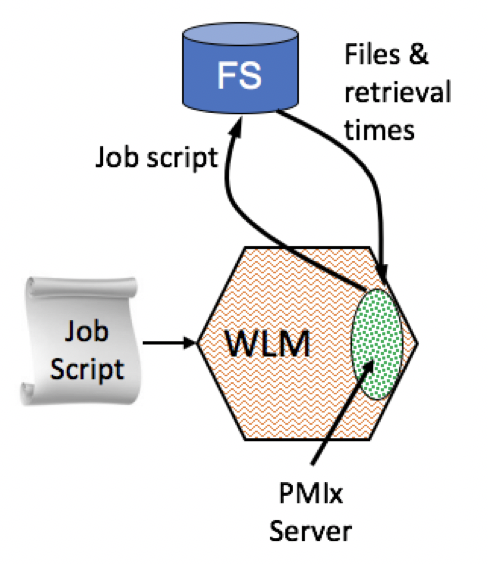 FS
Files &
retrieval
times
Job script
Job
Script
WLM
PMIx
Server